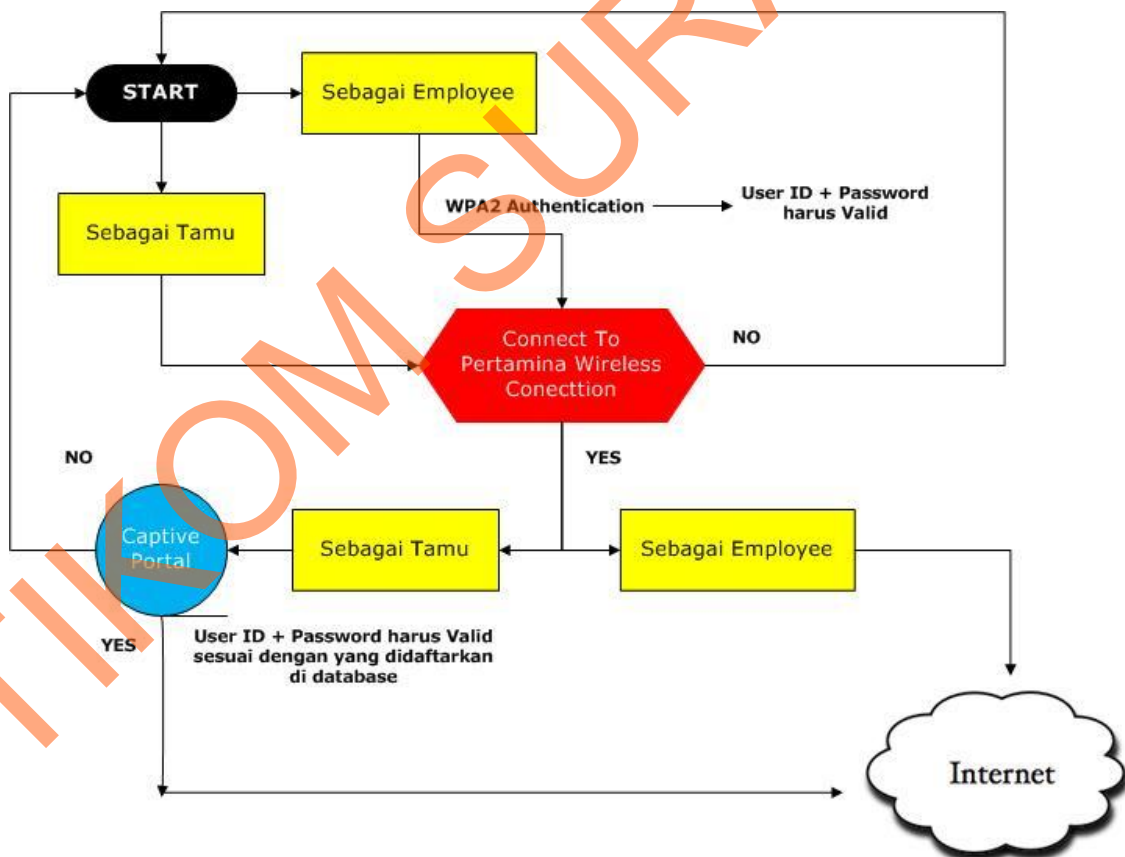 START
Sebagai Employee
Sebagai Tamu
WPA2 Authentication
User ID + Password
harus Valid
Connect To
Pertamina Wireless
Conecttion
NO
YES
NO
Captive
Portal
Sebagai Tamu
Sebagai Employee
YES
User ID + Password harus Valid
sesuai dengan yang didaftarkan
di database
Internet
TIKOM SURA